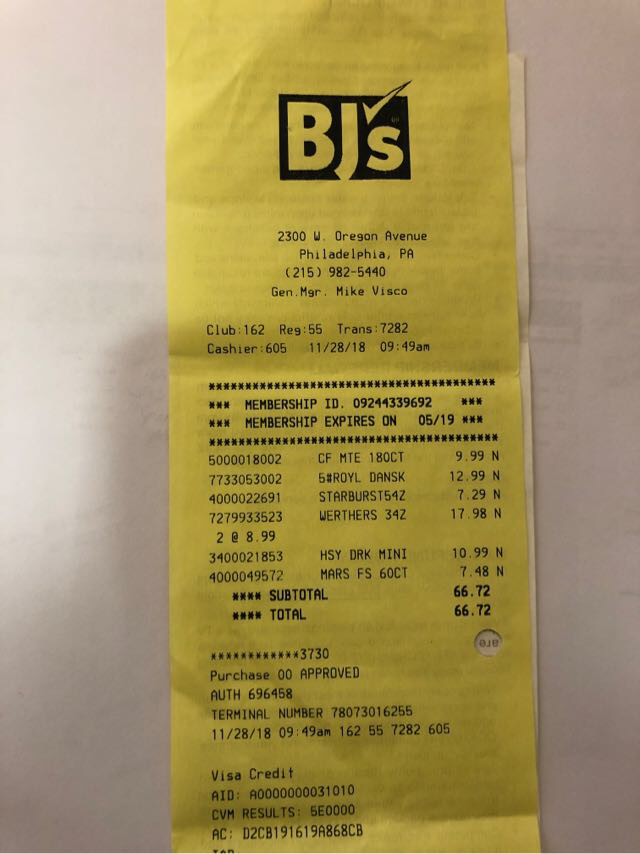 BJ's
2300 W. Oregon Avenue
Philadelphia, PA
(215) 982-5440
Gen.Mgr. Mike Visco
Club:162 Reg:55 Trans:7282
Cashier:605 11/28/18 09:49am
******************************************
*** MEMBERSHIP ID. 09244339692 ***
*** MEMBERSHIP EXPIRES ON 05/19 ***
******************************************
5000018002 CF MTE 180CT 9.99 N
7733053002 5#ROYL DANSK 12.99 N
4000022691 STARBURST54Z 7.29 N
7279933523 WERTHERS 34Z 17.98 N
2 @ 8.99
3400021853 HSY DRK MINI 10.99 N
4000049572 MARS FS 60CT 7.48 N
**** SUBTOTAL 66.72
**** TOTAL 66.72
************3730
Purchase 00 APPROVED
AUTH 696458
TERMINAL NUMBER 78073016255
11/28/18 09:49am 162 55 7282 605
Visa Credit
AID: A0000000031010
CVM RESULTS: 5E0000
AC: D2CB191619A868CB